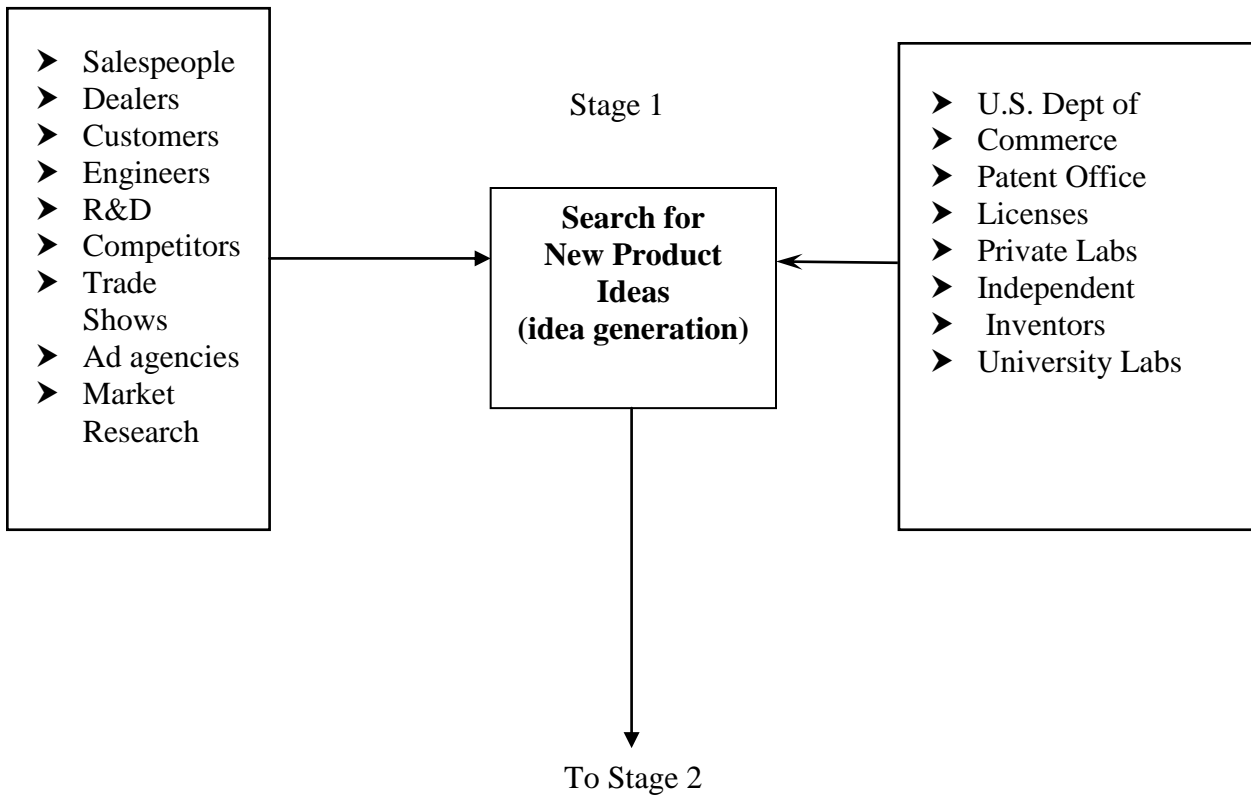 ➤ Salespeople
➤ Dealers
➤ Customers
➤ Engineers
➤ R&D
➤ Competitors
➤ Trade
Shows
➤ Ad agencies
➤ Market
Research
Stage 1
Search for
New Product
Ideas
(idea generation)
➤ U.S. Dept of
➤ Commerce
➤ Patent Office
➤ Licenses
➤ Private Labs
➤ Independent
➤ Inventors
➤ University Labs
To Stage 2